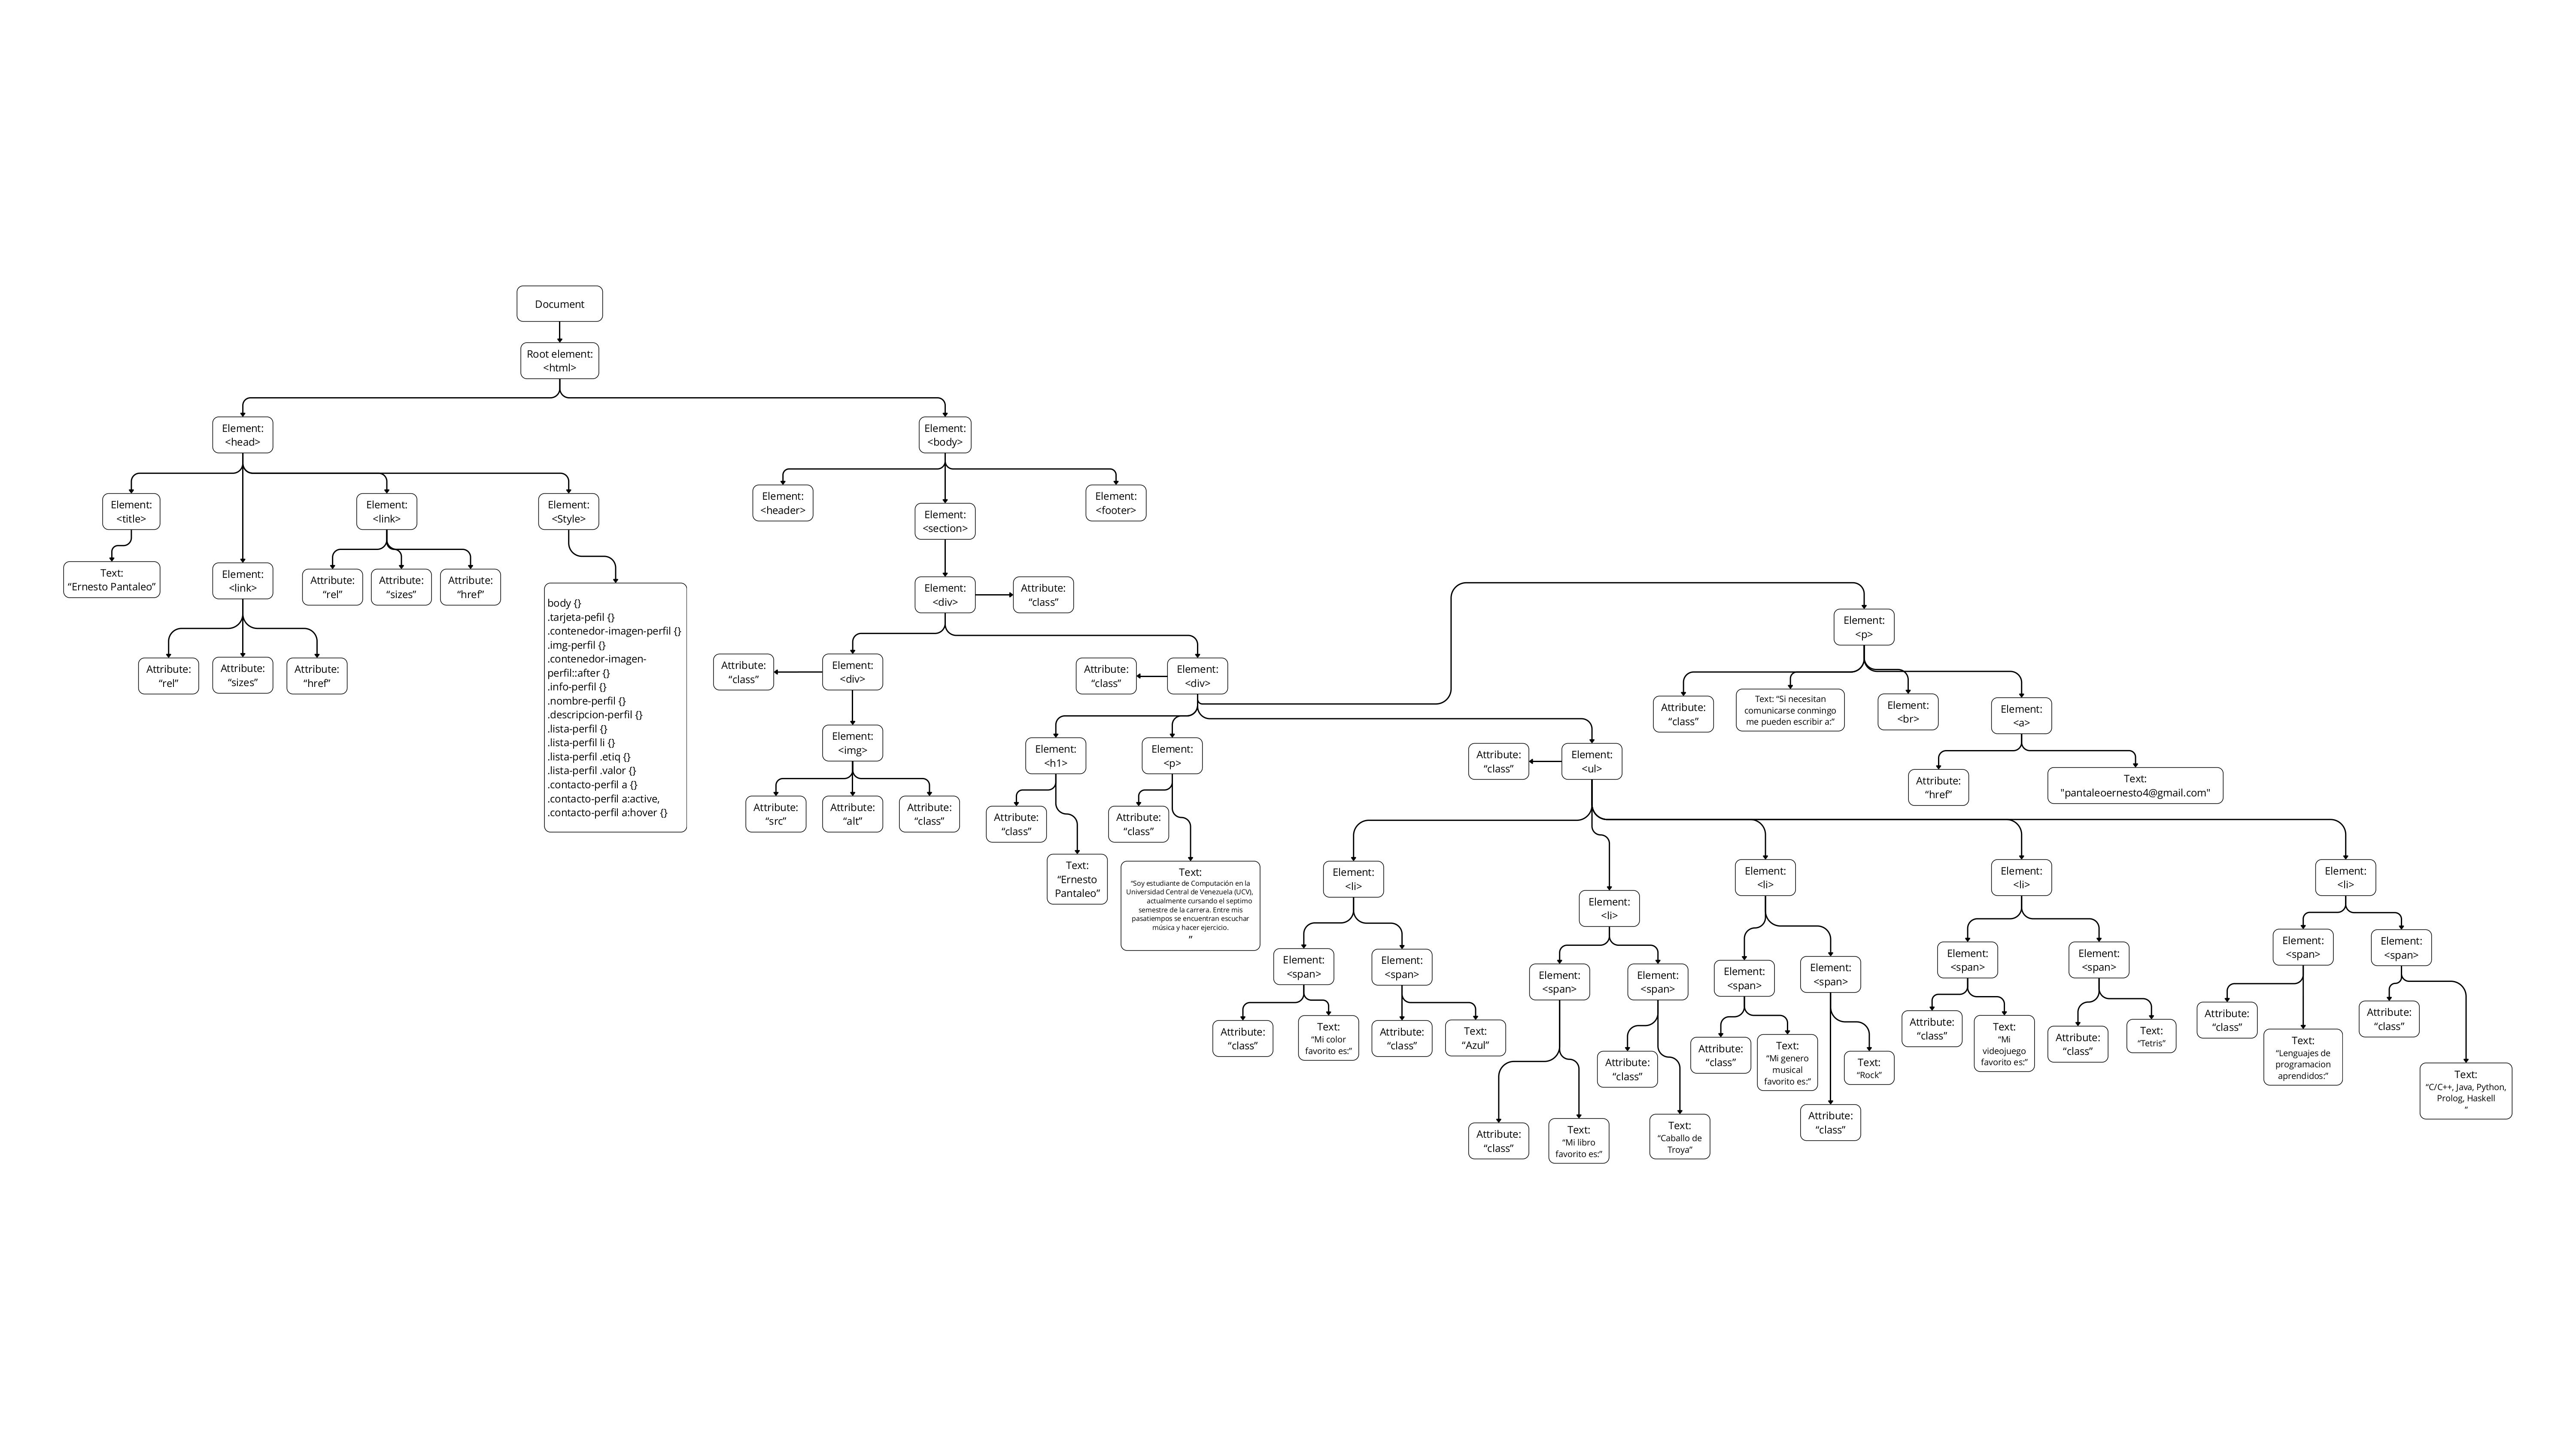 Document
Root element:
<html>
Element:
<head>
Element:
<body>
Element:
<title>
Element:
<link>
Element:
<Style>
Element:
<header>
Element:
<section>
Element:
<footer>
Text:
“Ernesto Pantaleo”
Element:
<link>
Attribute:
“rel”
Attribute:
“sizes”
Attribute:
“href”
Attribute:
“rel”
Attribute:
“sizes”
Attribute:
“href”
body {}
.tarjeta-pefil {}
.contenedor-imagen-perfil {}
.img-perfil {}
.contenedor-imagen-
perfil::after {}
.info-perfil {}
.nombre-perfil {}
.descripcion-perfil {}
.lista-perfil {}
.lista-perfil li {}
.lista-perfil .etiq {}
.lista-perfil .valor {}
.contacto-perfil a {}
.contacto-perfil a:active,
.contacto-perfil a:hover {}
Element:
<div>
Attribute:
“class”
Attribute:
“class”
Element:
<div>
Attribute:
“class”
Element:
<div>
Element:
<img>
Attribute:
“src”
Attribute:
“alt”
Attribute:
“class”
Element:
<h1>
Element:
<p>
Attribute:
“class”
Element:
<ul>
Attribute:
“class”
Text:
“Ernesto
Pantaleo”
Attribute:
“class”
Text:
“Soy estudiante de Computación en la
Universidad Central de Venezuela (UCV),
actualmente cursando el septimo
semestre de la carrera. Entre mis
pasatiempos se encuentran escuchar
música y hacer ejercicio.
”
Element:
<p>
Attribute:
“class”
Text: “Si necesitan
comunicarse conmingo
me pueden escribir a:”
Element:
<br>
Element:
<a>
Attribute:
“href”
Text:
"pantaleoernesto4@gmail.com"
Element:
<li>
Element:
<li>
Element:
<li>
Element:
<li>
Element:
<li>
Element:
<span>
Element:
<span>
Attribute:
“class”
Text:
“Mi color
favorito es:”
Attribute:
“class”
Text:
“Azul”
Element:
<span>
Element:
<span>
Attribute:
“class”
Text:
“Mi libro
favorito es:”
Attribute:
“class”
Text:
“Caballo de
Troya”
Element:
<span>
Element:
<span>
Attribute:
“class”
Text:
“Mi genero
musical
favorito es:”
Text:
“Rock”
Attribute:
“class”
Element:
<span>
Element:
<span>
Attribute:
“class”
Text:
“Mi
videojuego
favorito es:”
Attribute:
“class”
Text:
“Tetris”
Element:
<span>
Element:
<span>
Attribute:
“class”
Text:
“Lenguajes de
programacion
aprendidos:”
Attribute:
“class”
Text:
“C/C++, Java, Python,
Prolog, Haskell
”